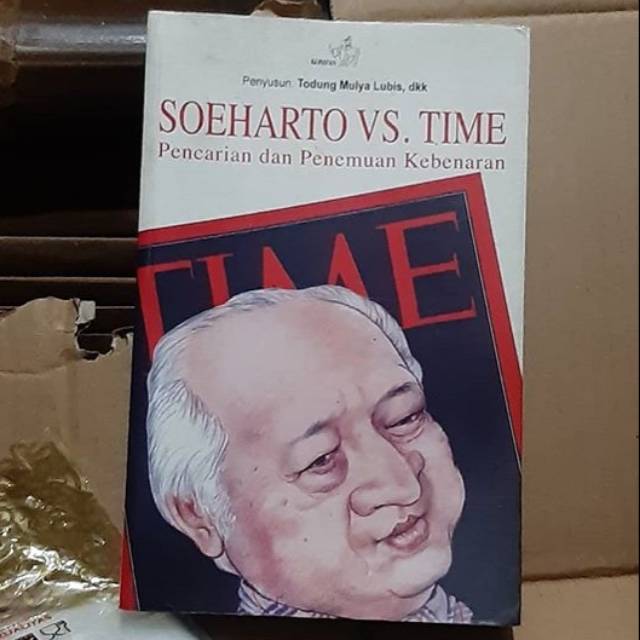 Penyusun: Todung Mulya Lubis, dkk
SOEHARTO VS. TIME
Pencarian dan Penemuan Kebenaran
TIME